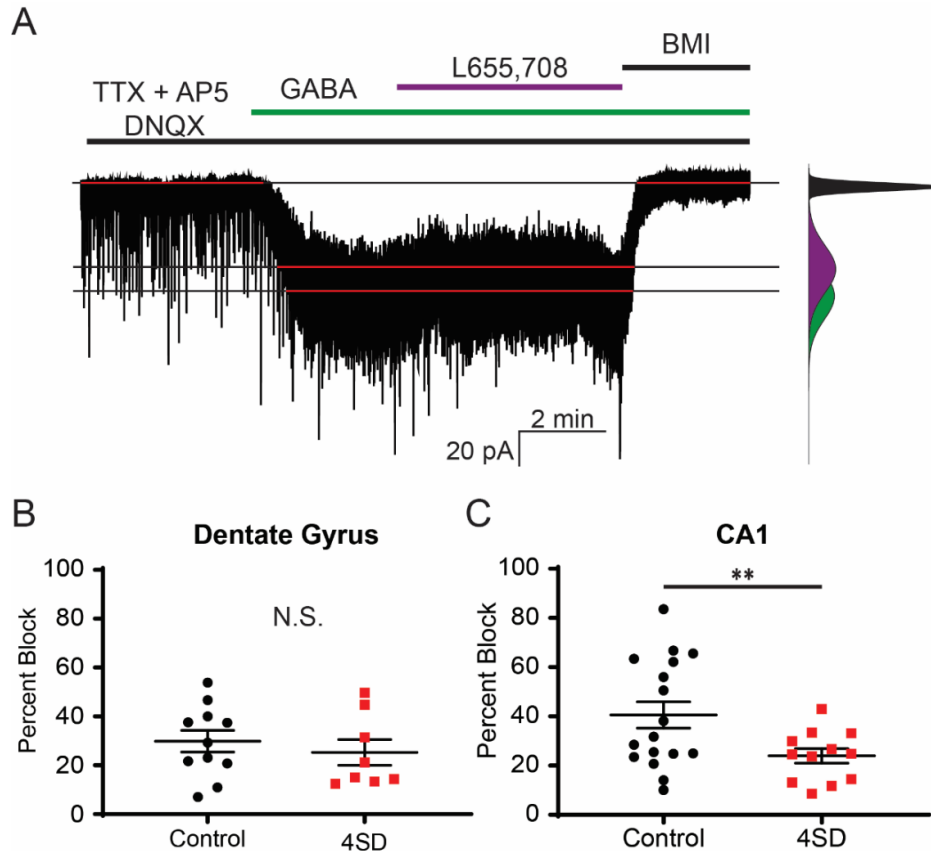 A
BMI
L655,708
TTX + AP5
GABA
DNQX
2 min
20 pA
B
Dentate Gyrus
100
80
60
40
20
0
Percent Block
N.S.
Control
4SD
C
CA1
100
80
60
40
20
0
Percent Block
**
Control
4SD